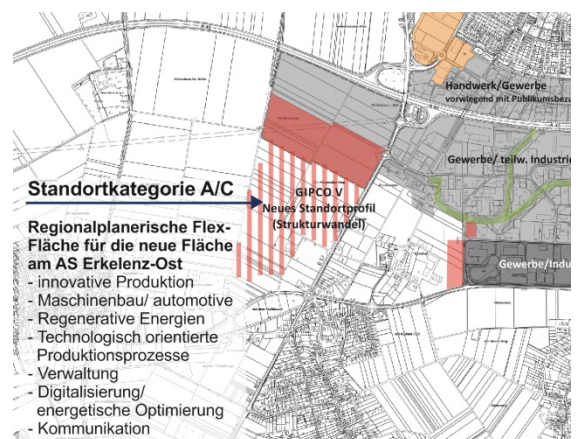 Handwerk/Gewerbe
vorwiegend mit Publikumsbezu
Gewerbe/ teilw. Industrie
GIPCO V
Neues Standortprofil
(Strukturwandel)
Gewerbe/Indu
Standortkategorie A/C
Regionalplanerische Flex-
Fläche für die neue Fläche
am AS Erkelenz-Ost
- innovative Produktion
- Maschinenbau/ automotive
- Regenerative Energien
- Technologisch orientierte
Produktionsprozesse
- Verwaltung
- Digitalisierung/
energetische Optimierung
- Kommunikation